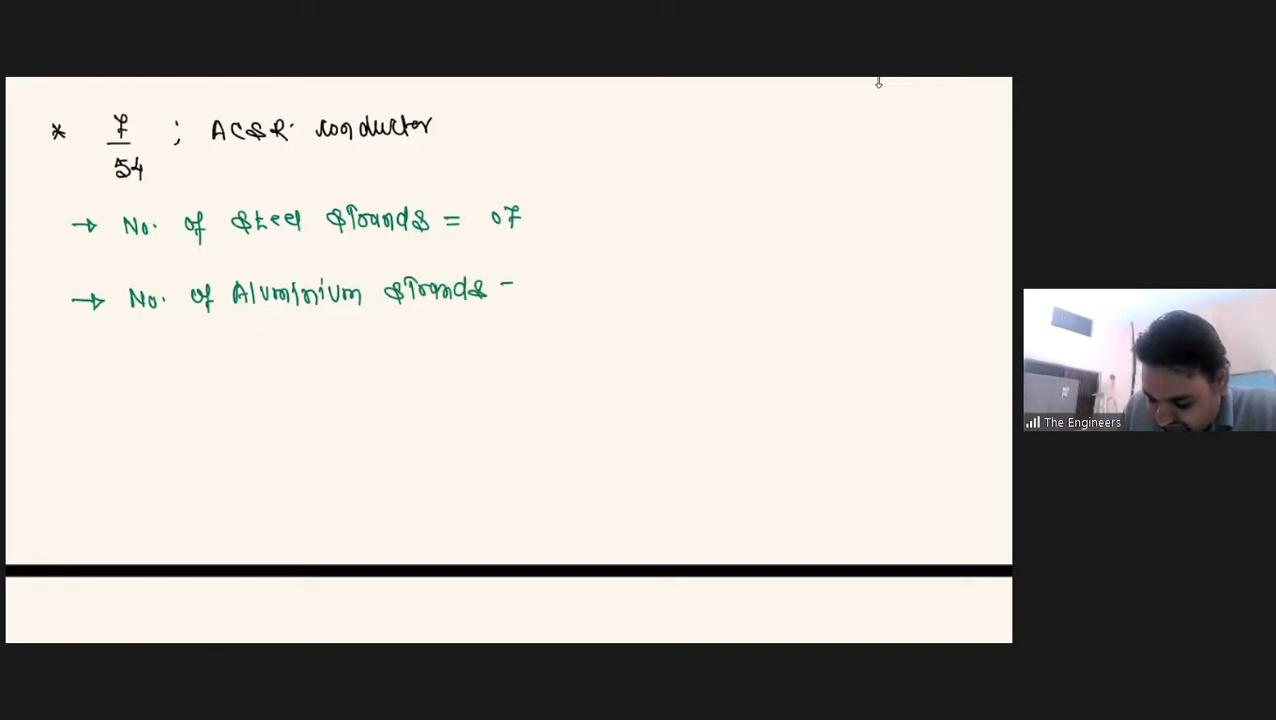 * 7/54 ; ACSR conductor
→ No. of Steel Strands = 07
→ No. of Aluminium Strands -
The Engineers